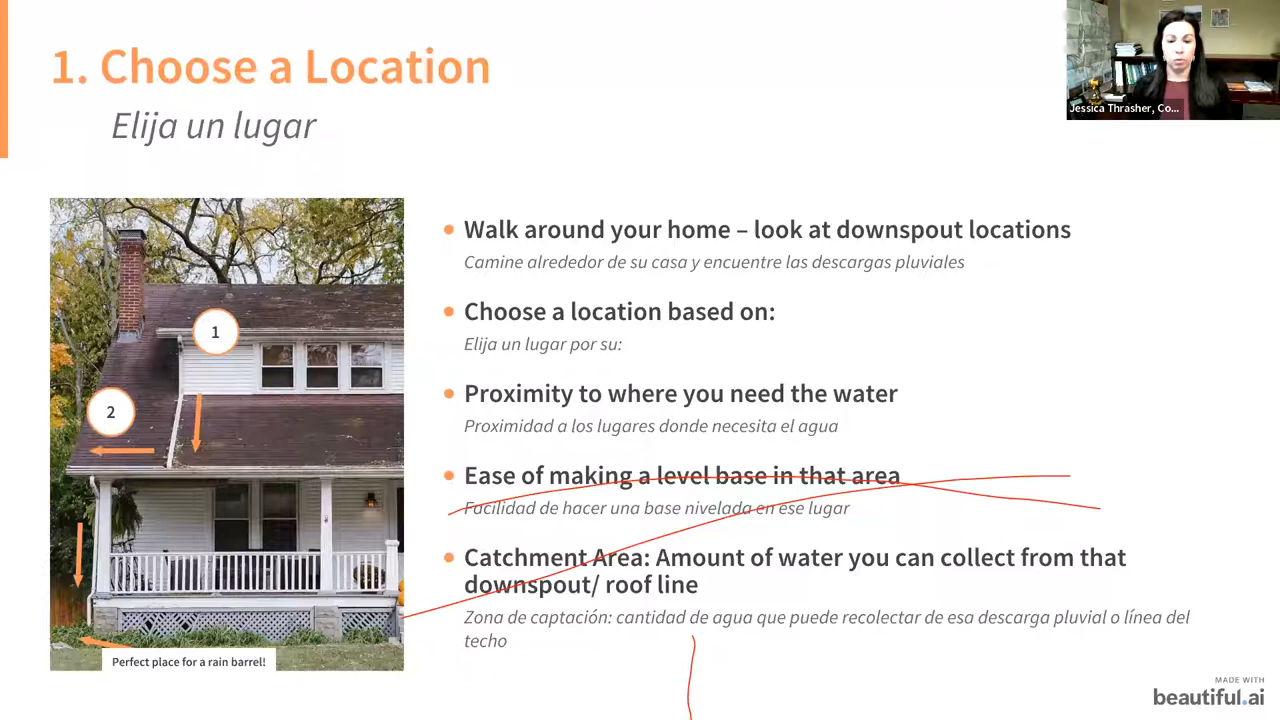 1. Choose a Location
Elija un lugar
Jessica Thrasher, Co...
Walk around your home – look at downspout locations
Camine alrededor de su casa y encuentre las descargas pluviales
Choose a location based on:
Elija un lugar por su:
Proximity to where you need the water
Proximidad a los lugares donde necesita el agua
Ease of making a level base in that area
Facilidad de hacer una base nivelada en ese lugar
Catchment Area: Amount of water you can collect from that
downspout/ roof line
Zona de captación: cantidad de agua que puede recolectar de esa descarga pluvial o línea del
techo
1
2
Perfect place for a rain barrel!
MADE WITH
beautiful.ai